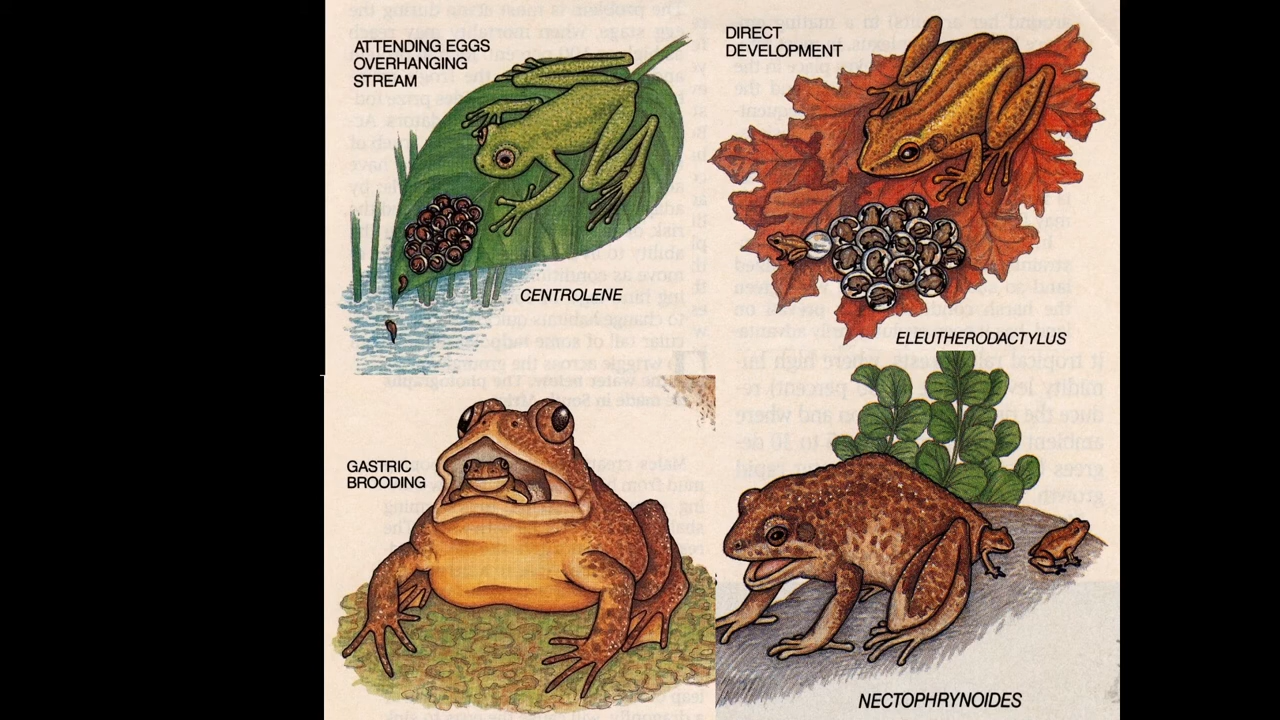 ATTENDING EGGS
OVERHANGING
STREAM
CENTROLENE
DIRECT
DEVELOPMENT
ELEUTHERODACTYLUS
GASTRIC
BROODING
NECTOPHRYNOIDES